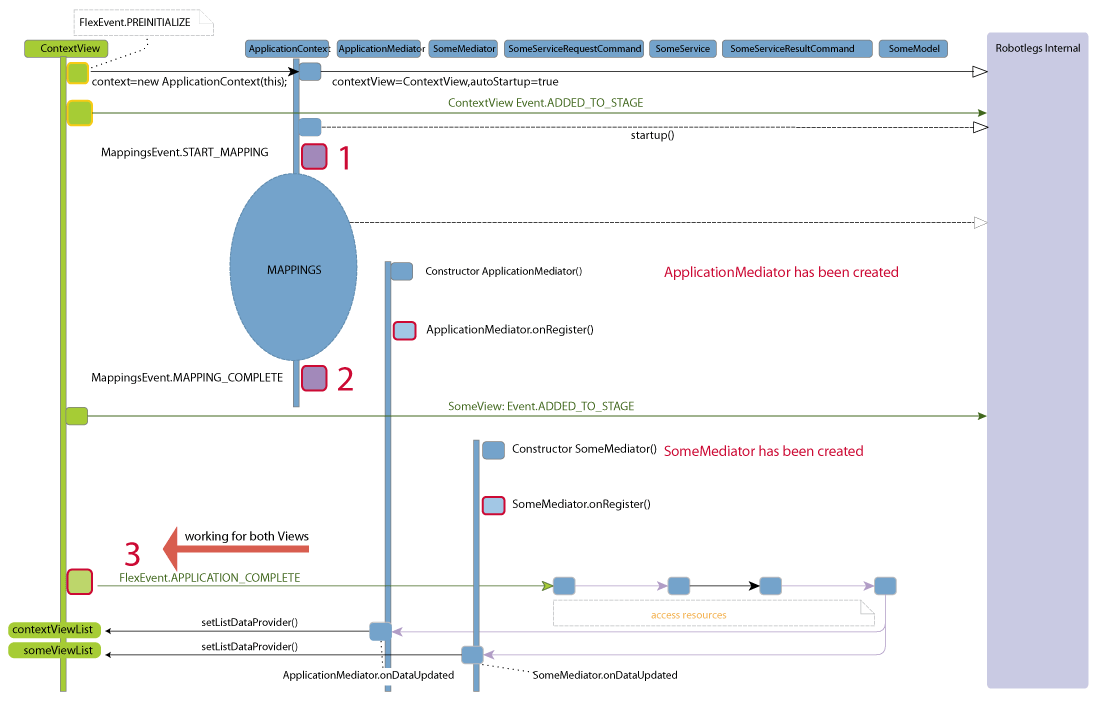 FlexEvent.PREINITIALIZE
ContextView
ApplicationContext
ApplicationMediator
SomeMediator
SomeServiceRequestCommand
SomeService
SomeServiceResultCommand
SomeModel
Robotlegs Internal
context=new ApplicationContext(this);
contextView=ContextView,autoStartup=true
ContextView Event.ADDED_TO_STAGE
startup()
MappingsEvent.START_MAPPING
1
MAPPINGS
Constructor ApplicationMediator()
ApplicationMediator has been created
ApplicationMediator.onRegister()
MappingsEvent.MAPPING_COMPLETE
2
SomeView: Event.ADDED_TO_STAGE
Constructor SomeMediator()
SomeMediator has been created
SomeMediator.onRegister()
working for both Views
3
FlexEvent.APPLICATION_COMPLETE
access resources
setListDataProvider()
contextViewList
setListDataProvider()
someViewList
ApplicationMediator.onDataUpdated
SomeMediator.onDataUpdated